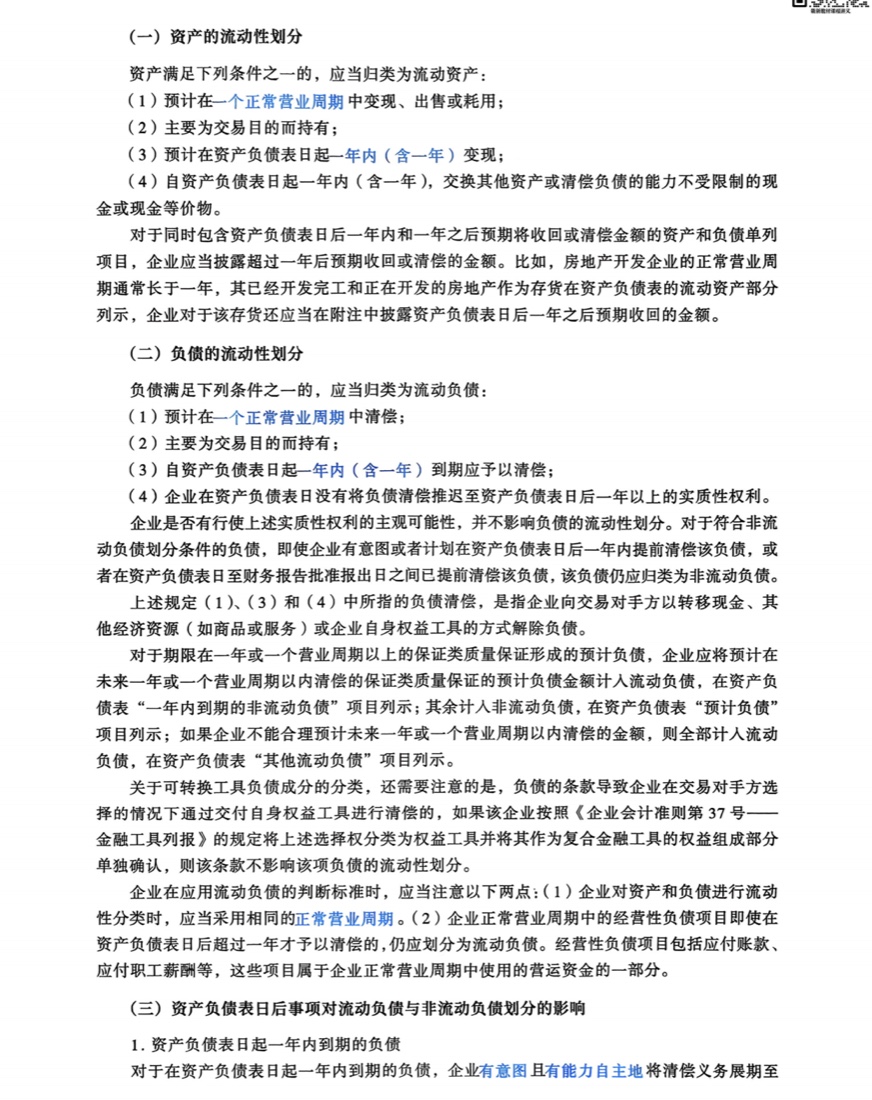 （一）资产的流动性划分
资产满足下列条件之一的，应当归类为流动资产：
（1）预计在一个正常营业周期中变现、出售或耗用；
（2）主要为交易目的而持有；
（3）预计在资产负债表日起一年内（含一年）变现；
（4）自资产负债表日起一年内（含一年），交换其他资产或清偿负债的能力不受限制的现
金或现金等价物。
对于同时包含资产负债表日后一年内和一年之后预期将收回或清偿金额的资产和负债单列
项目，企业应当披露超过一年后预期收回或清偿的金额。比如，房地产开发企业的正常营业周
期通常长于一年，其已经开发完工和正在开发的房地产作为存货在资产负债表的流动资产部分
列示，企业对于该存货还应当在附注中披露资产负债表日后一年之后预期收回的金额。
（二）负债的流动性划分
负债满足下列条件之一的，应当归类为流动负债：
（1）预计在一个正常营业周期中清偿；
（2）主要为交易目的而持有；
（3）自资产负债表日起一年内（含一年）到期应予以清偿；
（4）企业在资产负债表日没有将负债清偿推迟至资产负债表日后一年以上的实质性权利。
企业是否有行使上述实质性权利的主观可能性，并不影响负债的流动性划分。对于符合非流
动负债划分条件的负债，即使企业有意图或者计划在资产负债表日后一年内提前清偿该负债，或
者在资产负债表日至财务报告批准报出日之间已提前清偿该负债，该负债仍应归类为非流动负债。
上述规定（1）、（3）和（4）中所指的负债清偿，是指企业向交易对手方以转移现金、其
他经济资源（如商品或服务）或企业自身权益工具的方式解除负债。
对于期限在一年或一个营业周期以上的保证类质量保证形成的预计负债，企业应将预计在
未来一年或一个营业周期以内清偿的保证类质量保证的预计负债金额计入流动负债，在资产负
债表“一年内到期的非流动负债”项目列示；其余计入非流动负债，在资产负债表“预计负债”
项目列示；如果企业不能合理预计未来一年或一个营业周期以内清偿的金额，则全部计入流动
负债，在资产负债表“其他流动负债”项目列示。
关于可转换工具负债成分的分类，还需要注意的是，负债的条款导致企业在交易对手方选
择的情况下通过交付自身权益工具进行清偿的，如果该企业按照《企业会计准则第 37 号——
金融工具列报》的规定将上述选择权分类为权益工具并将其作为复合金融工具的权益组成部分
单独确认，则该条款不影响该项负债的流动性划分。
企业在应用流动负债的判断标准时，应当注意以下两点：（1）企业对资产和负债进行流动
性分类时，应当采用相同的正常营业周期。（2）企业正常营业周期中的经营性负债项目即使在
资产负债表日后超过一年才予以清偿的，仍应划分为流动负债。经营性负债项目包括应付账款、
应付职工薪酬等，这些项目属于企业正常营业周期中使用的营运资金的一部分。
（三）资产负债表日后事项对流动负债与非流动负债划分的影响
1. 资产负债表日起一年内到期的负债
对于在资产负债表日起一年内到期的负债，企业有意图且有能力自主地将清偿义务展期至